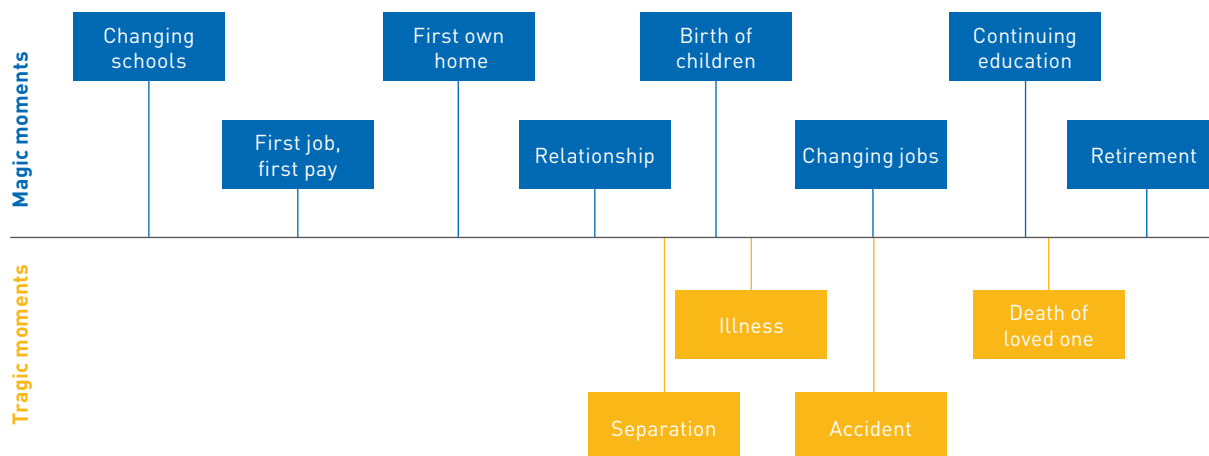 Magic moments
Changing
schools
First own
home
Birth of
children
Continuing
education
First job,
first pay
Relationship
Changing jobs
Retirement
Tragic moments
Illness
Death of
loved one
Separation
Accident